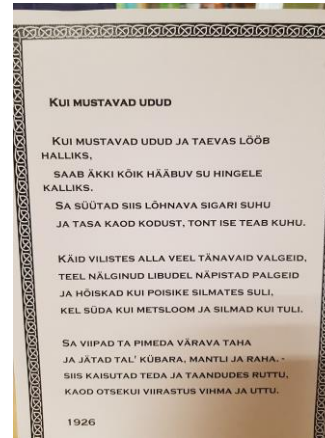 KUI MUSTAVAD UDUD
KUI MUSTAVAD UDUD JA TAEVAS LÖÖB
HALLIKS,
SAAB ÄKKI KÕIK HÄÄBUV SU HINGELE
KALLIKS.
SA SÜÜTAD SIIS LÕHNAVA SIGARI SUHU
JA TASA KAOD KODUST, TONT ISE TEAB KUHU.
KÄID VILISTES ALLA VEEL TÄNAVAID VALGEID,
TEEL NÄLGINUD LIBUDEL NÄPISTAD PALGEID
JA HÕISKAD KUI POISIKE SILMATES SULI,
KEL SÜDA KUI METSLOOM JA SILMAD KUI TULI.
SA VIIPAD TA PIMEDA VÄRAVA TAHA
JA JÄTAD TAL' KÜBARA, MANTLI JA RAHA. -
SIIS KAISUTAD TEDA JA TAANDUDES RUTTU,
KAOD OTSEKUI VIIRASTUS VIHMA JA UTTU.
1926